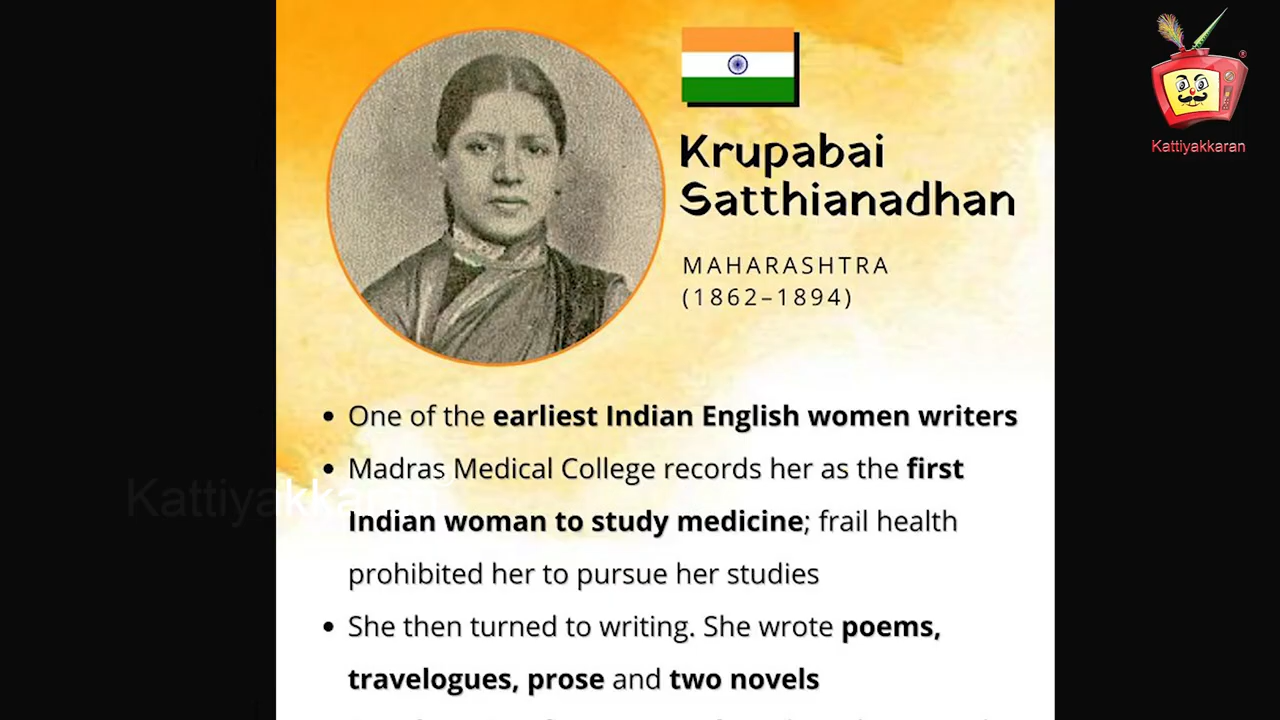 Kattiyakkaran
Krupabai
Satthianadhan
MAHARASHTRA
(1862–1894)
• One of the earliest Indian English women writers
• Madras Medical College records her as the first
Indian woman to study medicine; frail health
prohibited her to pursue her studies
• She then turned to writing. She wrote poems,
travelogues, prose and two novels
Kattiyakkaran